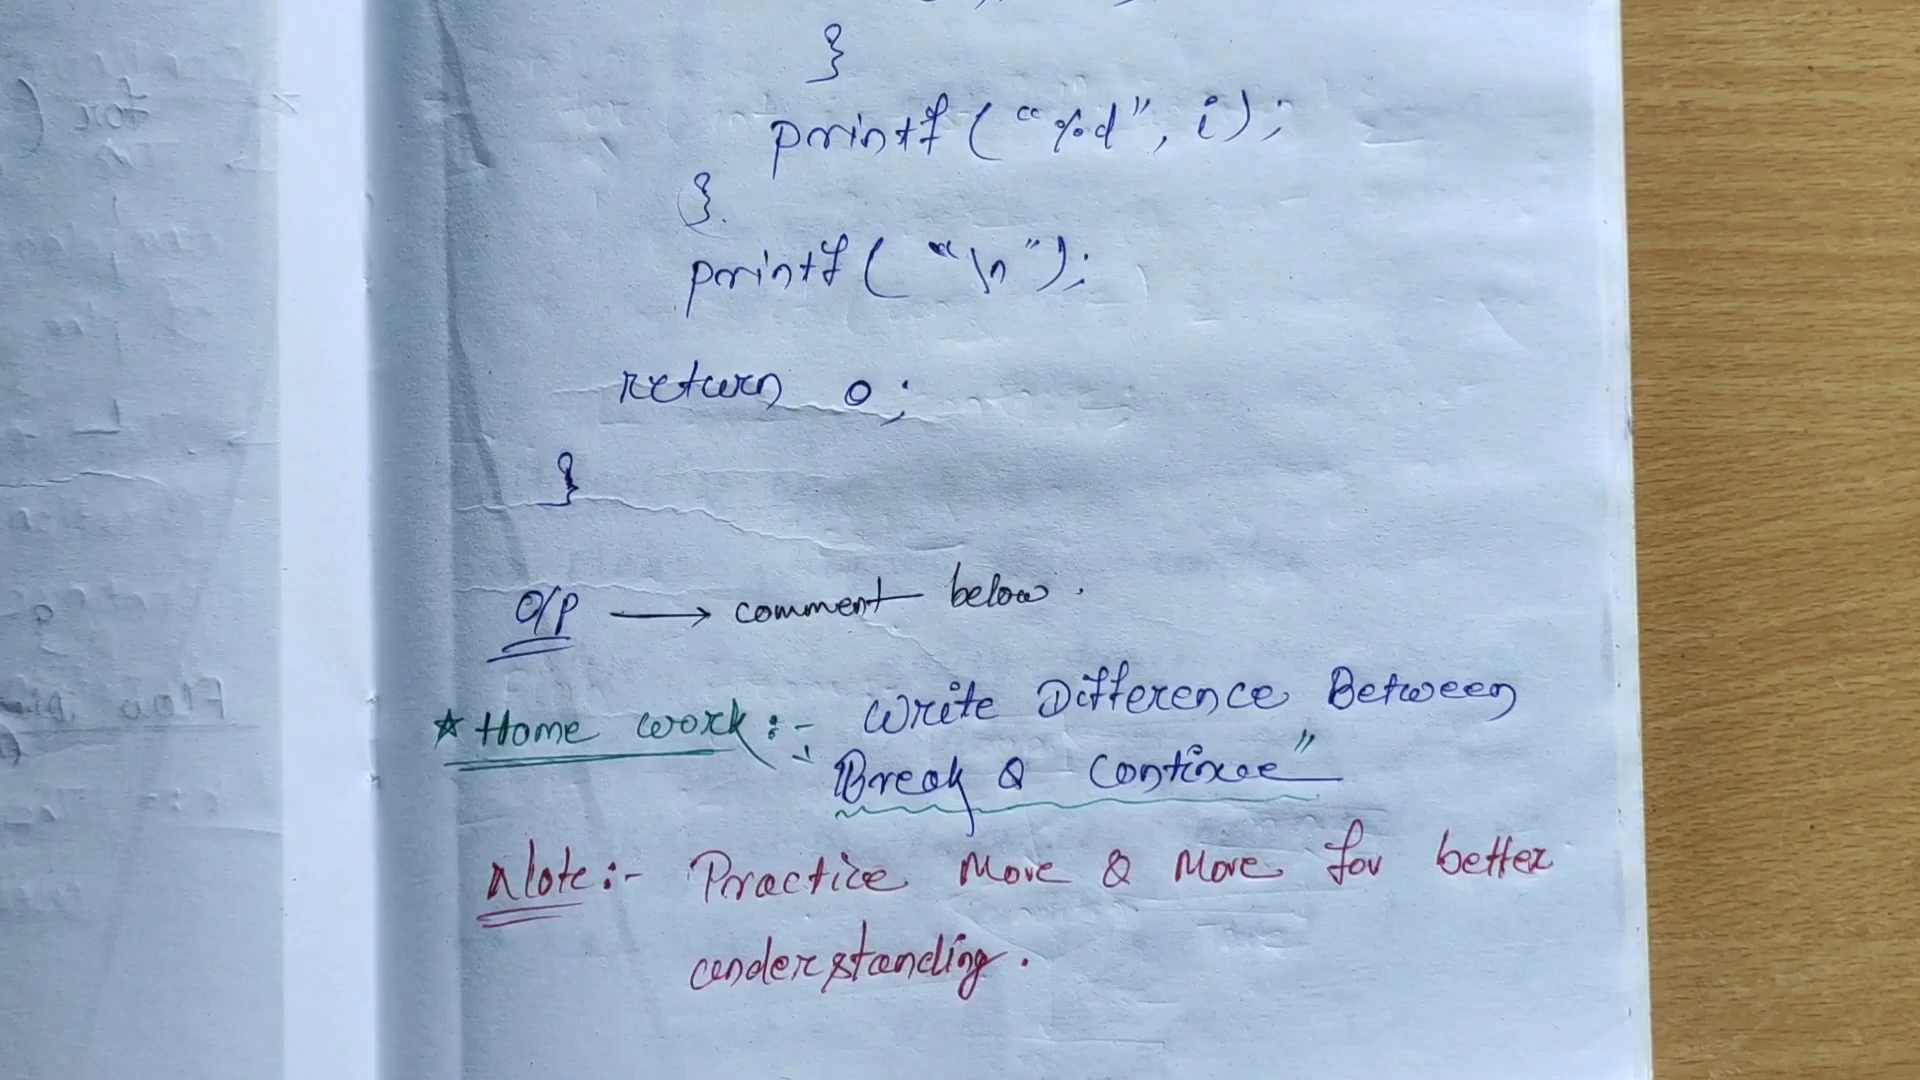 }
printf ( "%d", i);
}.
printf ( "\n");
return 0;
}
O/P → comment below.
★ Home work :- Write Difference Between
Break & Continue"
Note :- Practice More & More for better
understanding.